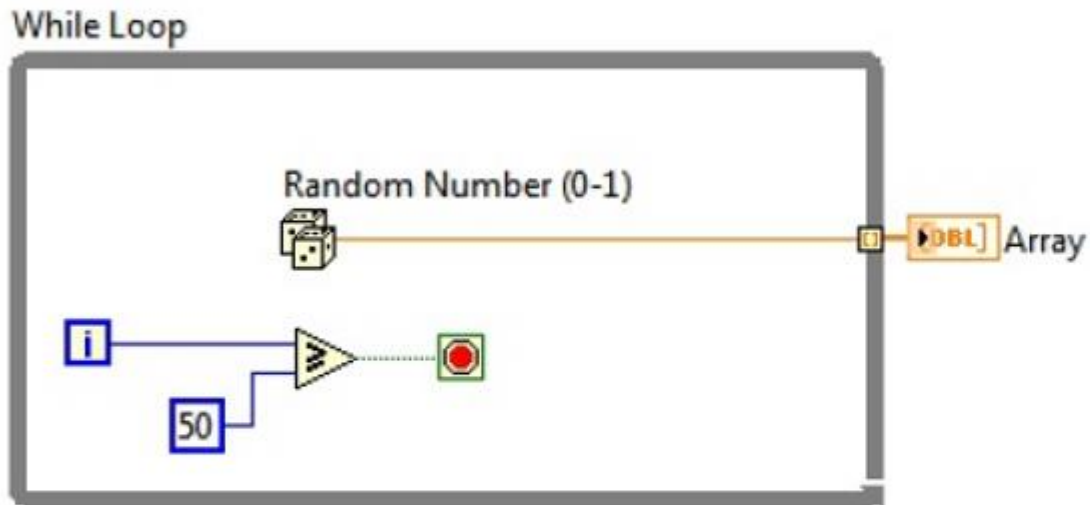 While Loop
Random Number (0-1)
[] DBL] Array
i
≥
50